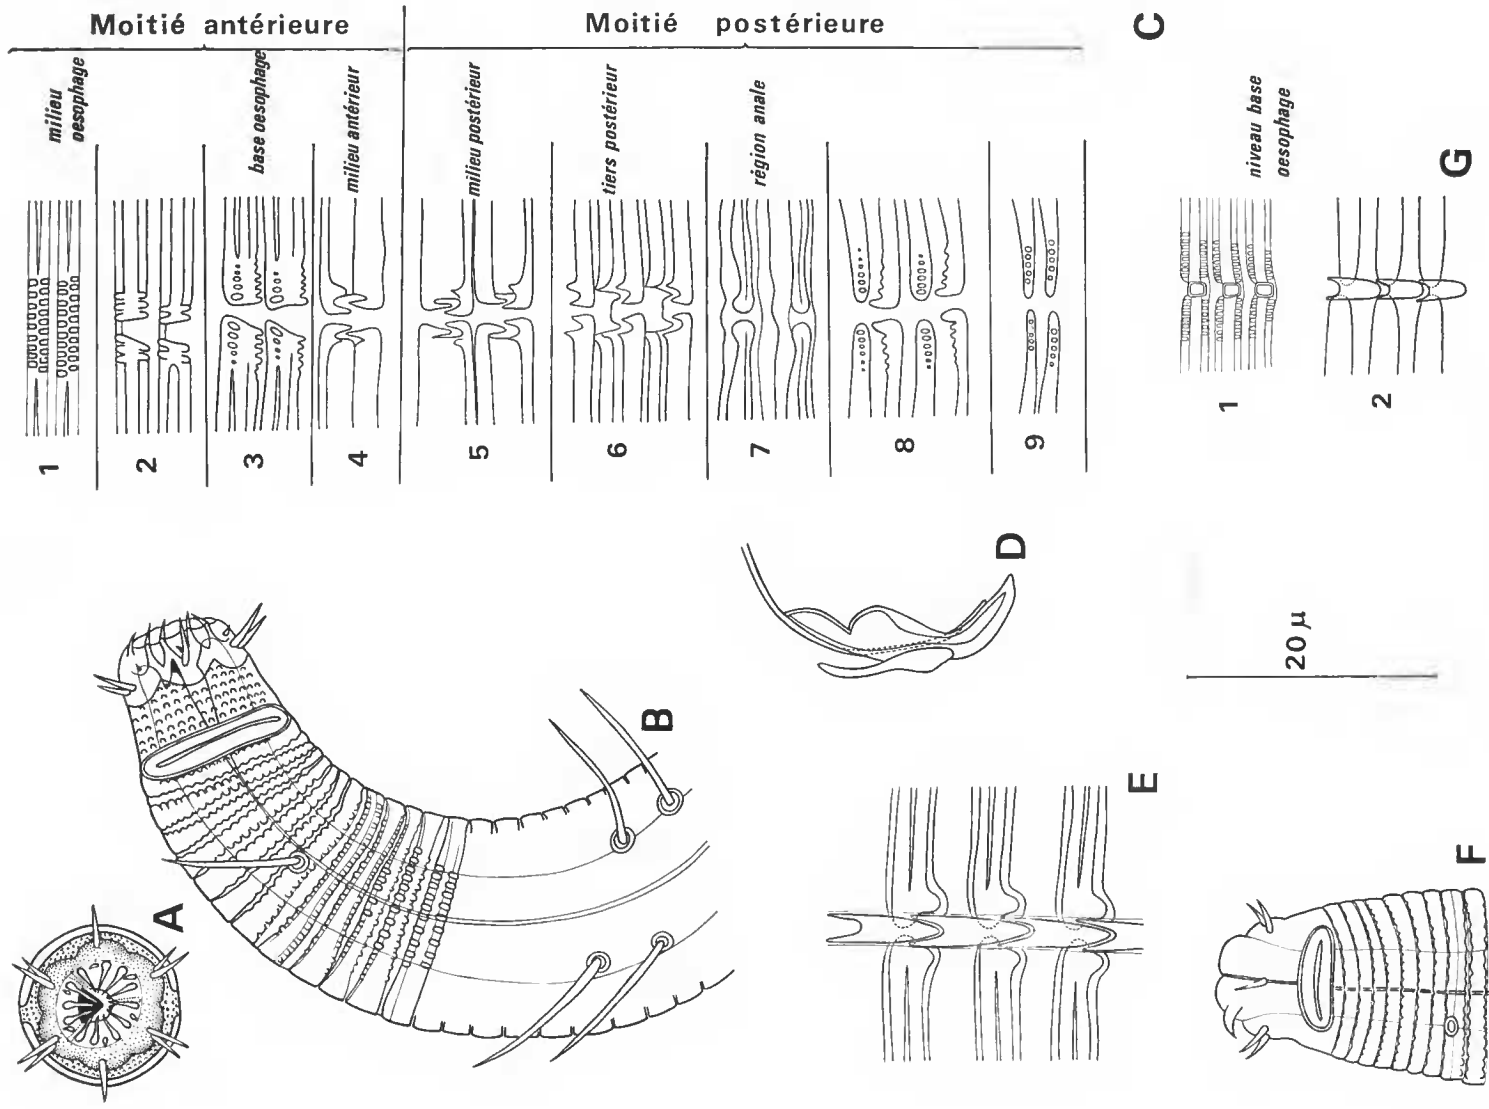 Moitié antérieure
Moitié postérieure
C
milieu
oesophage
base oesophage
milieu antérieur
milieu postérieur
tiers postérieur
région anale
niveau base
oesophage
G
1
2
3
4
5
6
7
8
9
1
2
D
20 µ
B
E
A
F